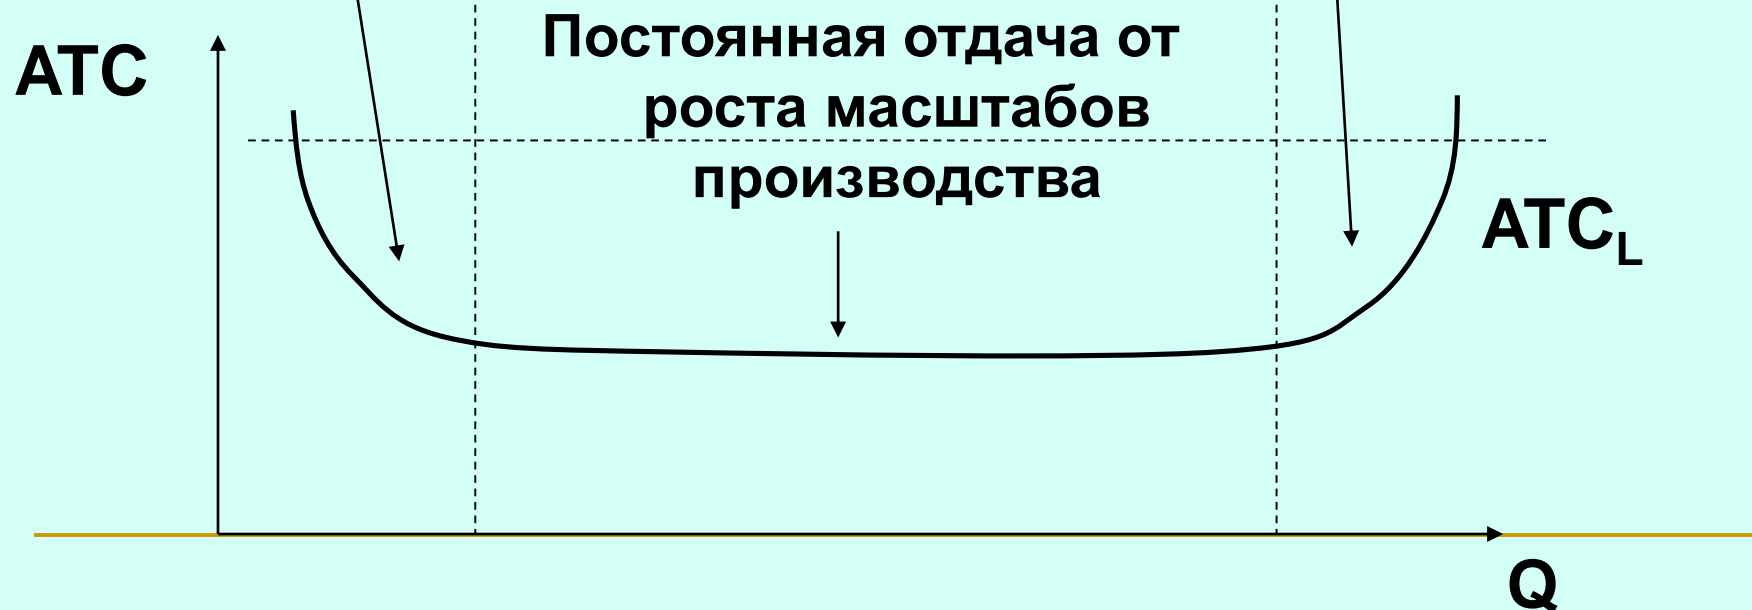 Постоянная отдача от
роста масштабов
производства
ATC
ATCL
Q